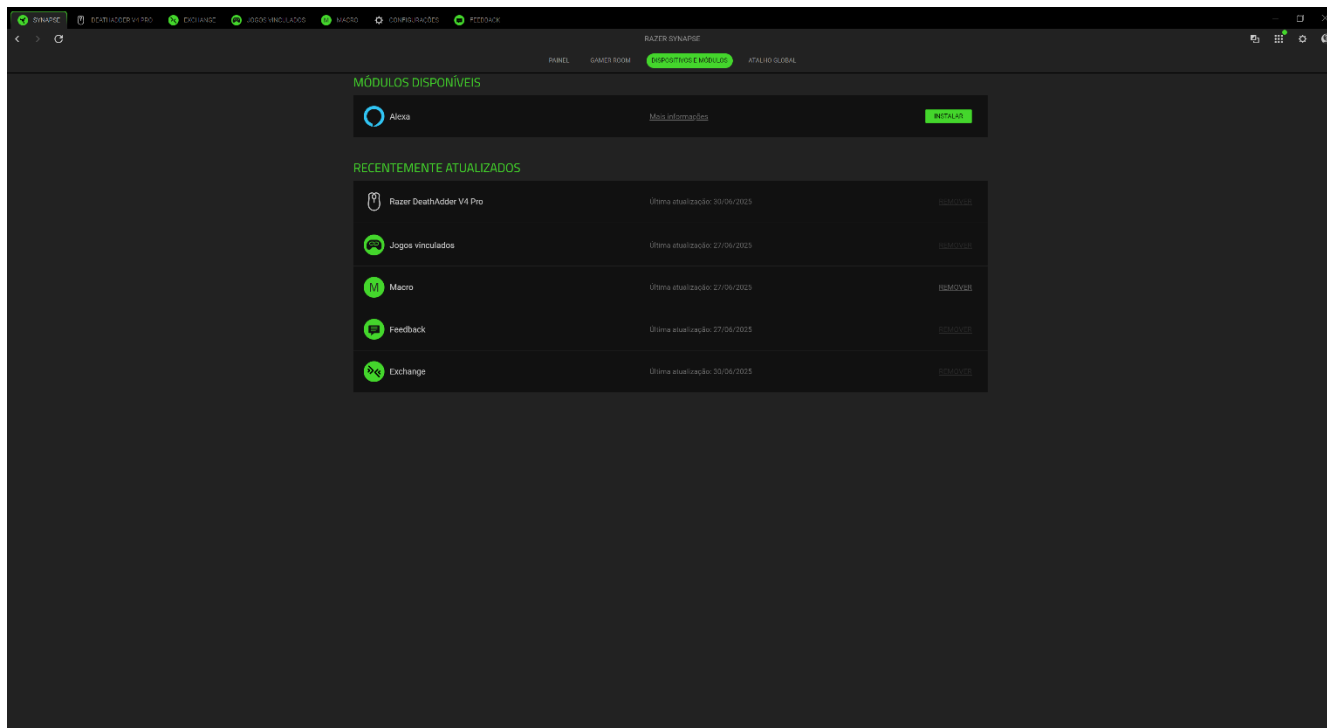 SYNAPSE DEATHADDER V4 PRO EXCHANGE JOGOS VINCULADOS M MACRO CONFIGURAÇÕES FEEDBACK
RAZER SYNAPSE
PAINEL GAMER ROOM DISPOSITIVOS E MÓDULOS ATALHO GLOBAL
MÓDULOS DISPONÍVEIS
Alexa Mais informações INSTALAR
RECENTEMENTE ATUALIZADOS
Razer DeathAdder V4 Pro Última atualização: 30/06/2025 REMOVER
Jogos vinculados Última atualização: 27/06/2025 REMOVER
M Macro Última atualização: 27/06/2025 REMOVER
Feedback Última atualização: 27/06/2025 REMOVER
Exchange Última atualização: 30/06/2025 REMOVER